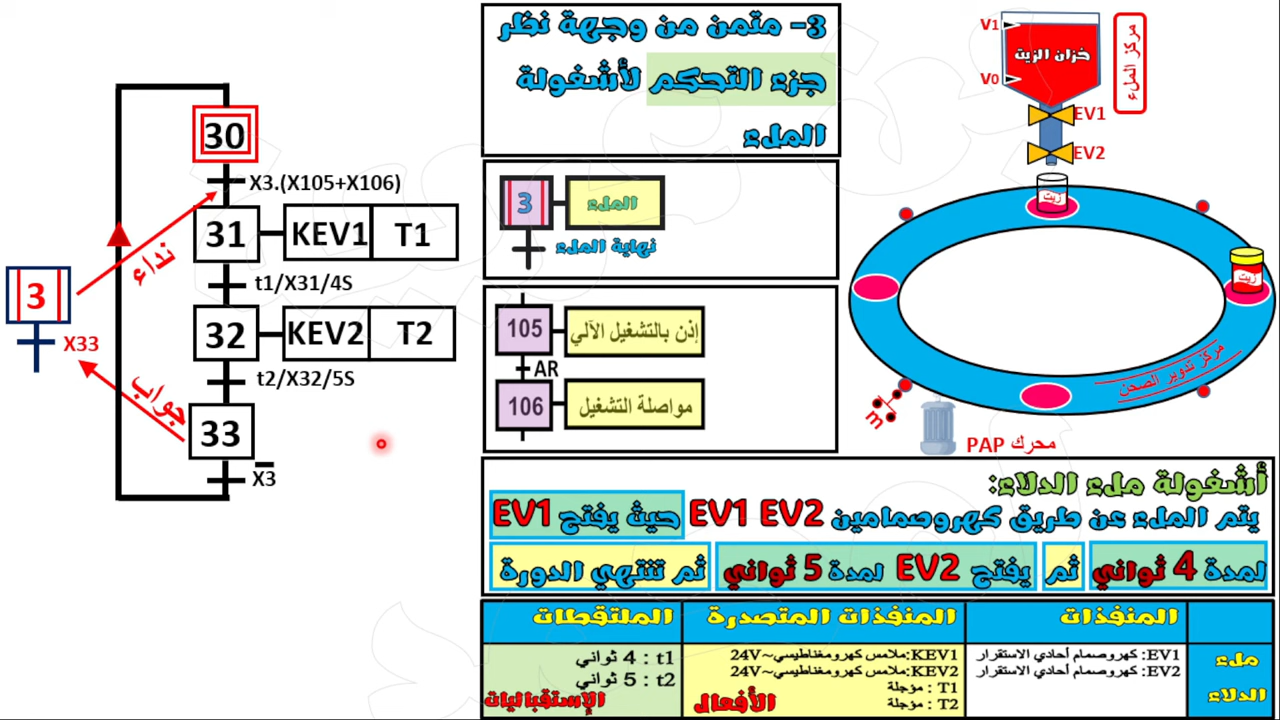 3- متمن من وجهة نظر
جزء التحكم لأشغولة
الملء
30
X3.(X105+X106)
31
KEV1
T1
t1/X31/4S
32
KEV2
T2
t2/X32/5S
33
X̅3̅
3
X33
نداء
جواب
3
الملء
نهاية الملء
105
إذن بالتشغيل الآلي
AR
106
مواصلة التشغيل
V1
خزان الزيت
V0
مركز الملء
EV1
EV2
زيت
زيت
مركز تدوير الصحن
m
محرك PAP
أشغولة ملء الدلاء:
يتم الملء عن طريق كهروصمامين EV1 EV2 حيث يفتح EV1
لمدة 4 ثواني ثم يفتح EV2 لمدة 5 ثواني ثم تنتهي الدورة
المنفذات
المنفذات المتصدرة
الملتقطات
ملء
الدلاء
EV1: كهروصمام أحادي الاستقرار
EV2: كهروصمام أحادي الاستقرار
KEV1:ملامس كهرومغناطيسي~24V
KEV2:ملامس كهرومغناطيسي~24V
T1 : مؤجلة
T2 : مؤجلة
الأفعال
t1 : 4 ثواني
t2 : 5 ثواني
الإستقباليات